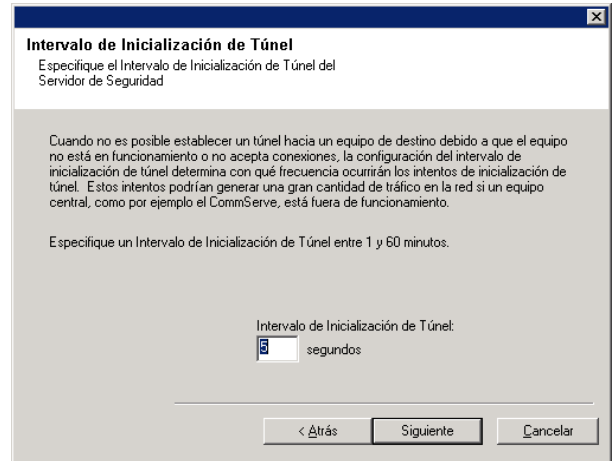 Intervalo de Inicialización de Túnel
Especifique el Intervalo de Inicialización de Túnel del
Servidor de Seguridad
Cuando no es posible establecer un túnel hacia un equipo de destino debido a que el equipo
no está en funcionamiento o no acepta conexiones, la configuración del intervalo de
inicialización de túnel determina con qué frecuencia ocurrirán los intentos de inicialización de
túnel. Estos intentos podrían generar una gran cantidad de tráfico en la red si un equipo
central, como por ejemplo el CommServe, está fuera de funcionamiento.
Especifique un Intervalo de Inicialización de Túnel entre 1 y 60 minutos.
Intervalo de Inicialización de Túnel:
5 segundos
< Atrás Siguiente Cancelar